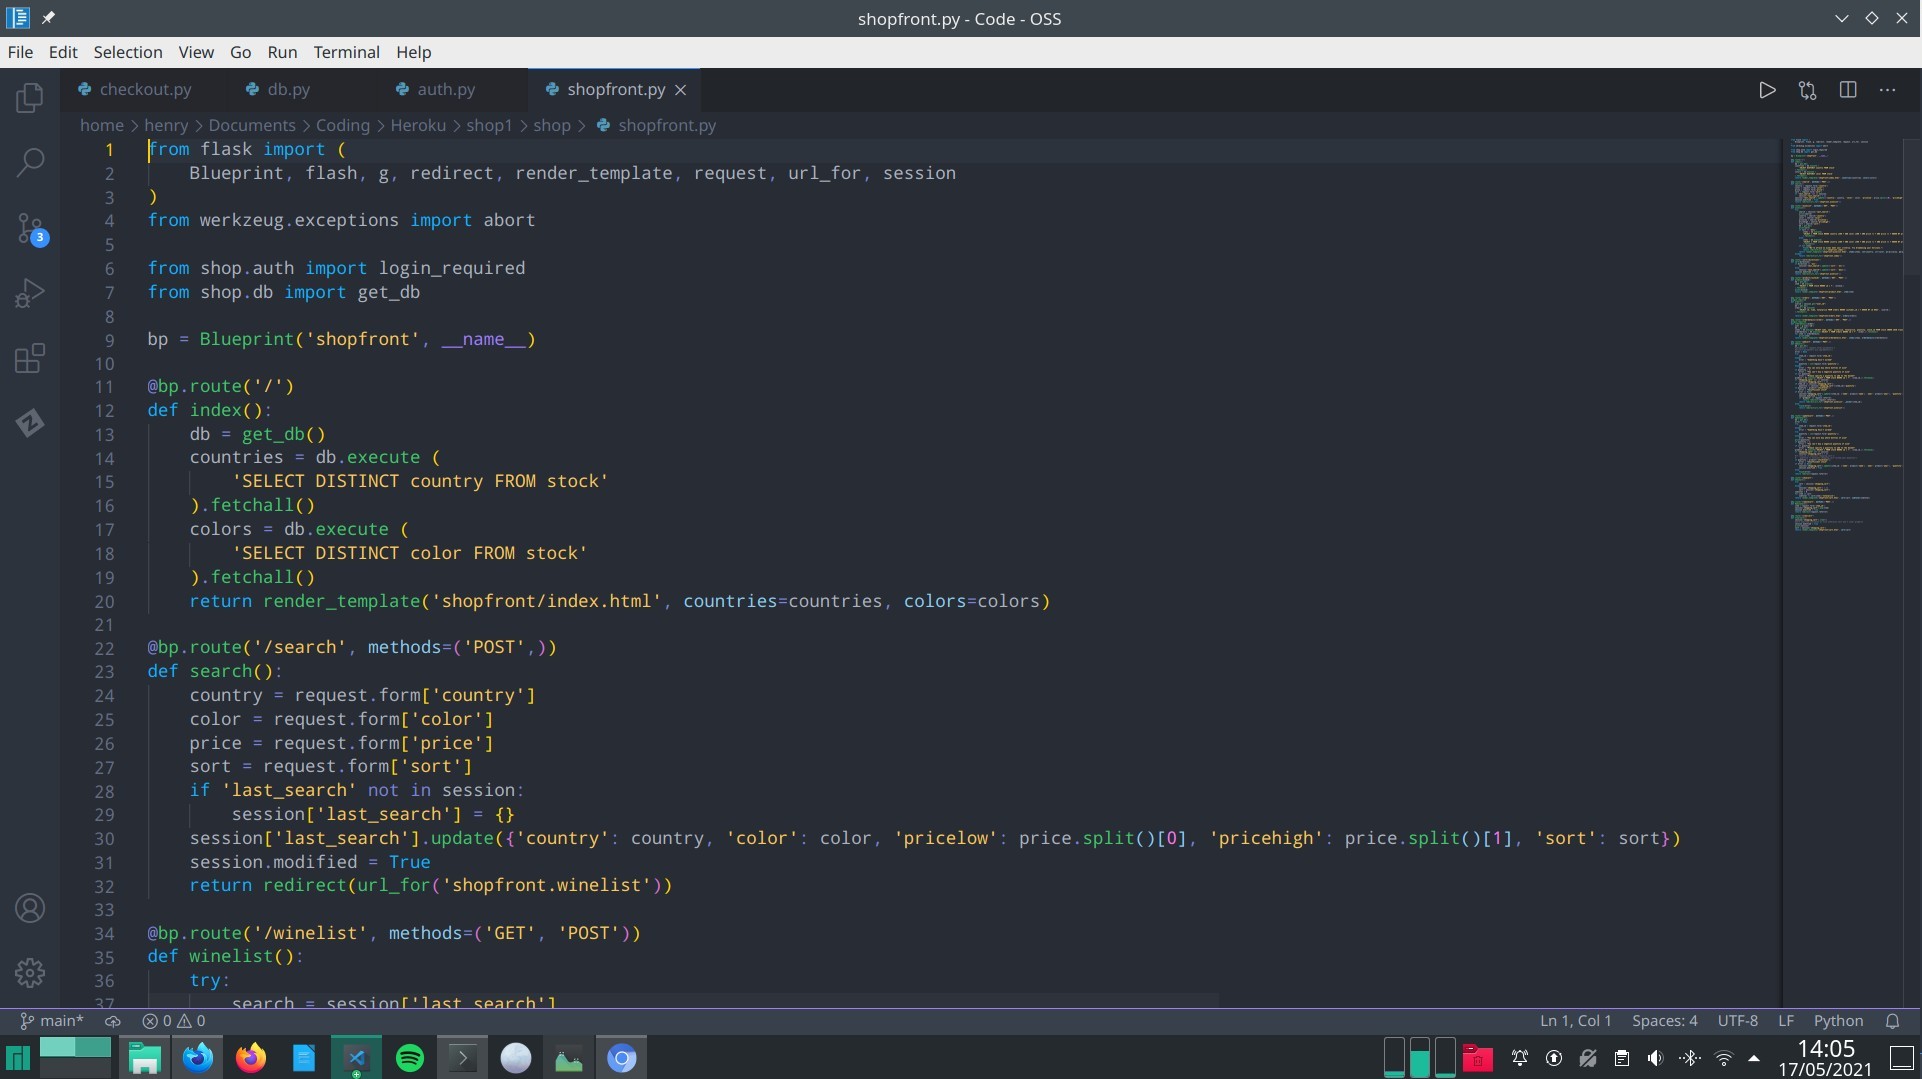 shopfront.py - Code - OSS
File Edit Selection View Go Run Terminal Help
checkout.py db.py auth.py shopfront.py
home > henry > Documents > Coding > Heroku > shop1 > shop > shopfront.py
1 from flask import (
2     Blueprint, flash, g, redirect, render_template, request, url_for, session
3 )
4 from werkzeug.exceptions import abort
5
6 from shop.auth import login_required
7 from shop.db import get_db
8
9 bp = Blueprint('shopfront', __name__)
10
11 @bp.route('/')
12 def index():
13     db = get_db()
14     countries = db.execute (
15         'SELECT DISTINCT country FROM stock'
16     ).fetchall()
17     colors = db.execute (
18         'SELECT DISTINCT color FROM stock'
19     ).fetchall()
20     return render_template('shopfront/index.html', countries=countries, colors=colors)
21
22 @bp.route('/search', methods=('POST',))
23 def search():
24     country = request.form['country']
25     color = request.form['color']
26     price = request.form['price']
27     sort = request.form['sort']
28     if 'last_search' not in session:
29         session['last_search'] = {}
30     session['last_search'].update({'country': country, 'color': color, 'pricelow': price.split()[0], 'pricehigh': price.split()[1], 'sort': sort})
31     session.modified = True
32     return redirect(url_for('shopfront.winelist'))
33
34 @bp.route('/winelist', methods=('GET', 'POST'))
35 def winelist():
36     try:
37         search = session['last_search']
3
main* 0 0 Ln 1, Col 1 Spaces: 4 UTF-8 LF Python
14:05
17/05/2021